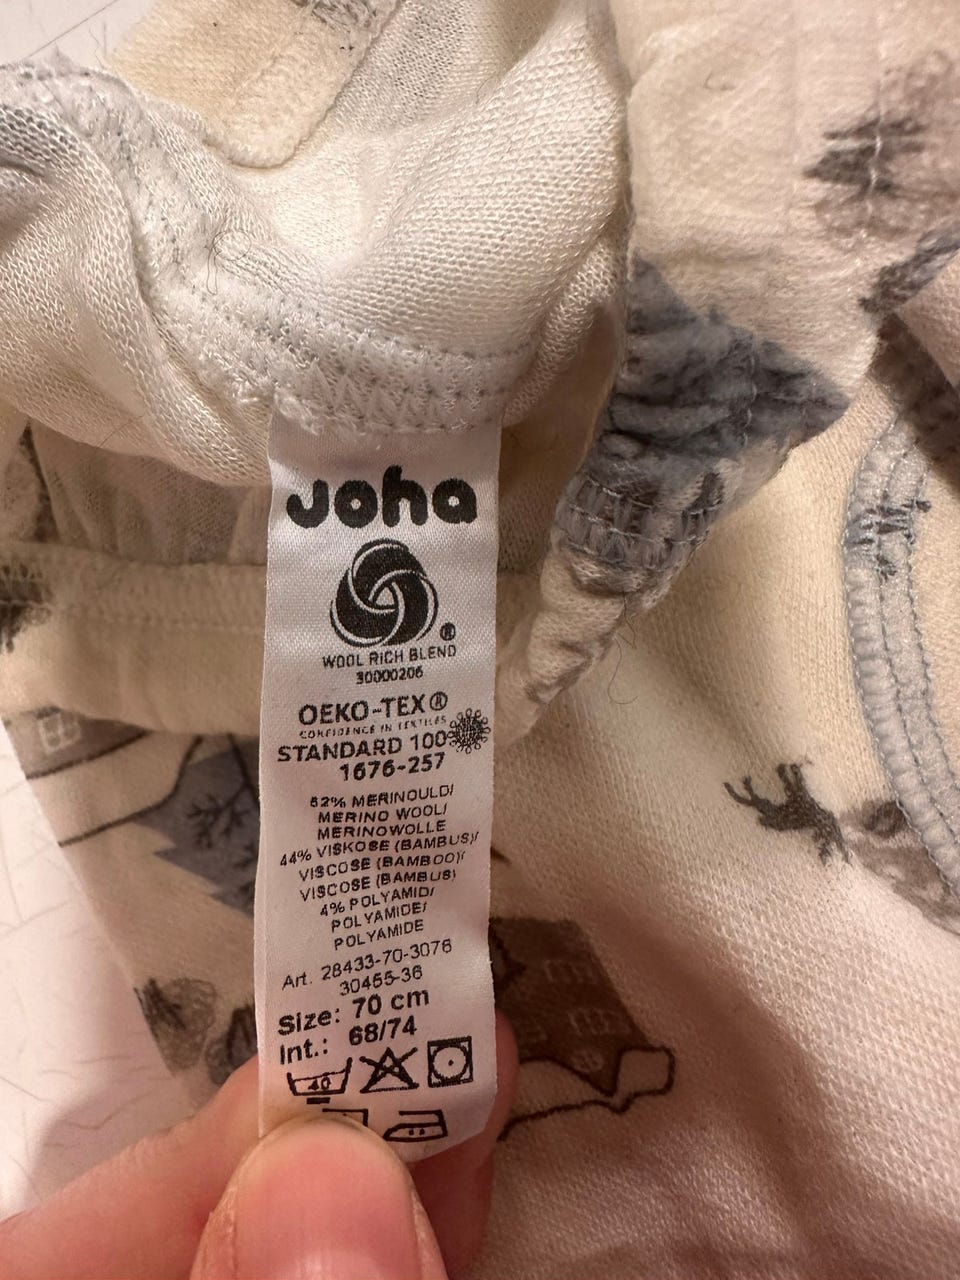 Joha
®
WOOL RICH BLEND
30000206
OEKO-TEX®
CONFIDENCE IN TEXTILES
STANDARD 100
1676-257
52% MERINOULD/
MERINO WOOL/
MERINOWOLLE
44% VISKOSE (BAMBUS)/
VISCOSE (BAMBOO)/
VISCOSE (BAMBUS)
4% POLYAMID/
POLYAMIDE/
POLYAMIDE
Art. 28433-70-3076
30455-36
Size: 70 cm
Int.: 68/74
40